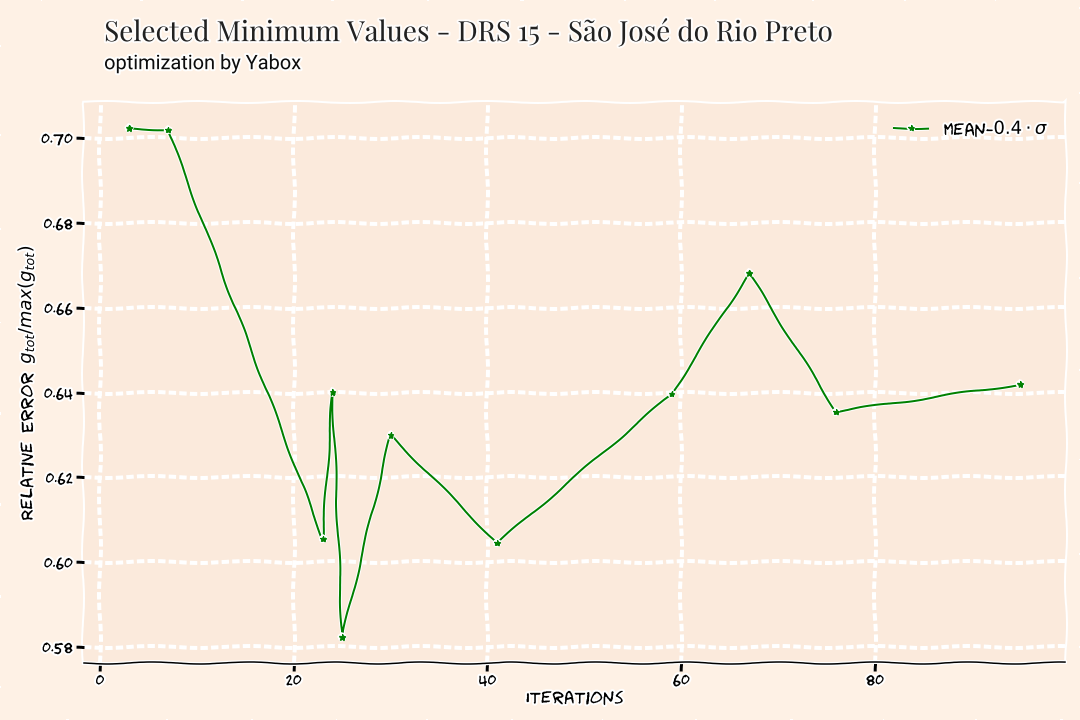 Selected Minimum Values - DRS 15 - São José do Rio Preto
optimization by Yabox
MEAN-0.4 · σ
RELATIVE ERROR g_tot/max(g_tot)
0.70
0.68
0.66
0.64
0.62
0.60
0.58
0 20 40 60 80
ITERATIONS